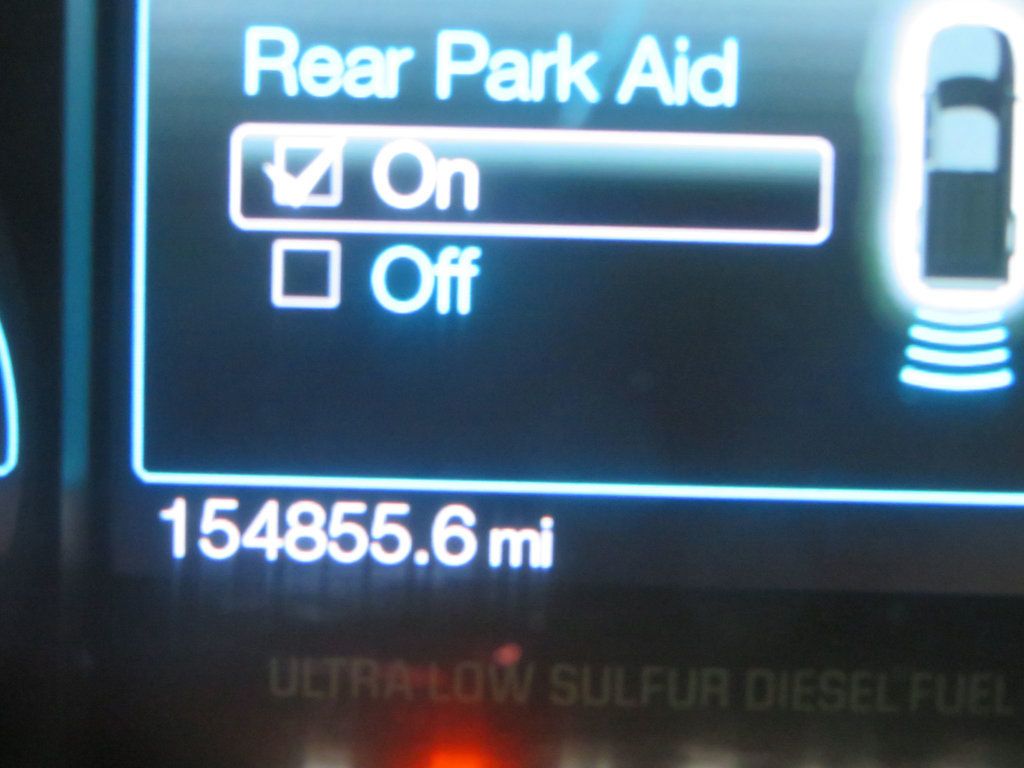 Rear Park Aid
On
Off
154855.6 mi
ULTRA LOW SULFUR DIESEL FUEL